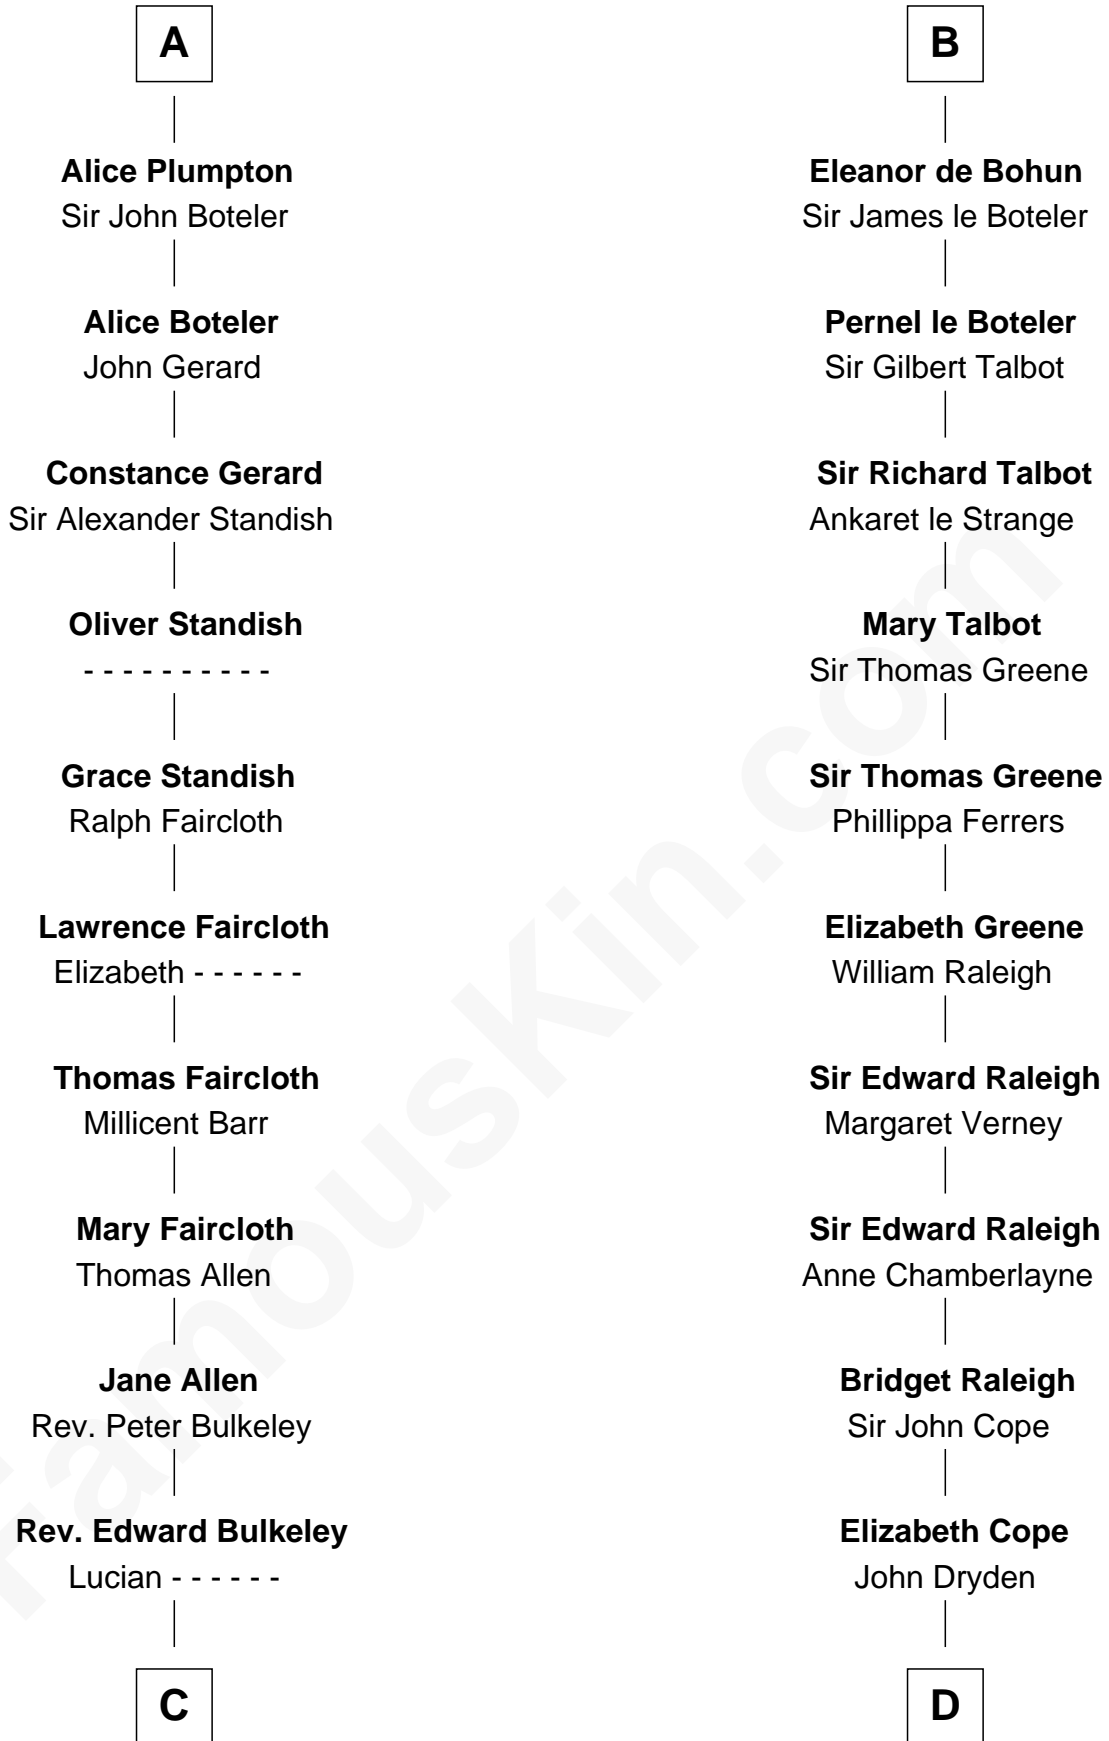 A
Alice Plumpton
Sir John Boteler
Alice Boteler
John Gerard
Constance Gerard
Sir Alexander Standish
Oliver Standish
- - - - - - - - - -
Grace Standish
Ralph Faircloth
Lawrence Faircloth
Elizabeth - - - - - -
Thomas Faircloth
Millicent Barr
Mary Faircloth
Thomas Allen
Jane Allen
Rev. Peter Bulkeley
Rev. Edward Bulkeley
Lucian - - - - - -
C
B
Eleanor de Bohun
Sir James le Boteler
Pernel le Boteler
Sir Gilbert Talbot
Sir Richard Talbot
Ankaret le Strange
Mary Talbot
Sir Thomas Greene
Sir Thomas Greene
Phillippa Ferrers
Elizabeth Greene
William Raleigh
Sir Edward Raleigh
Margaret Verney
Sir Edward Raleigh
Anne Chamberlayne
Bridget Raleigh
Sir John Cope
Elizabeth Cope
John Dryden
D
FamousKin.com